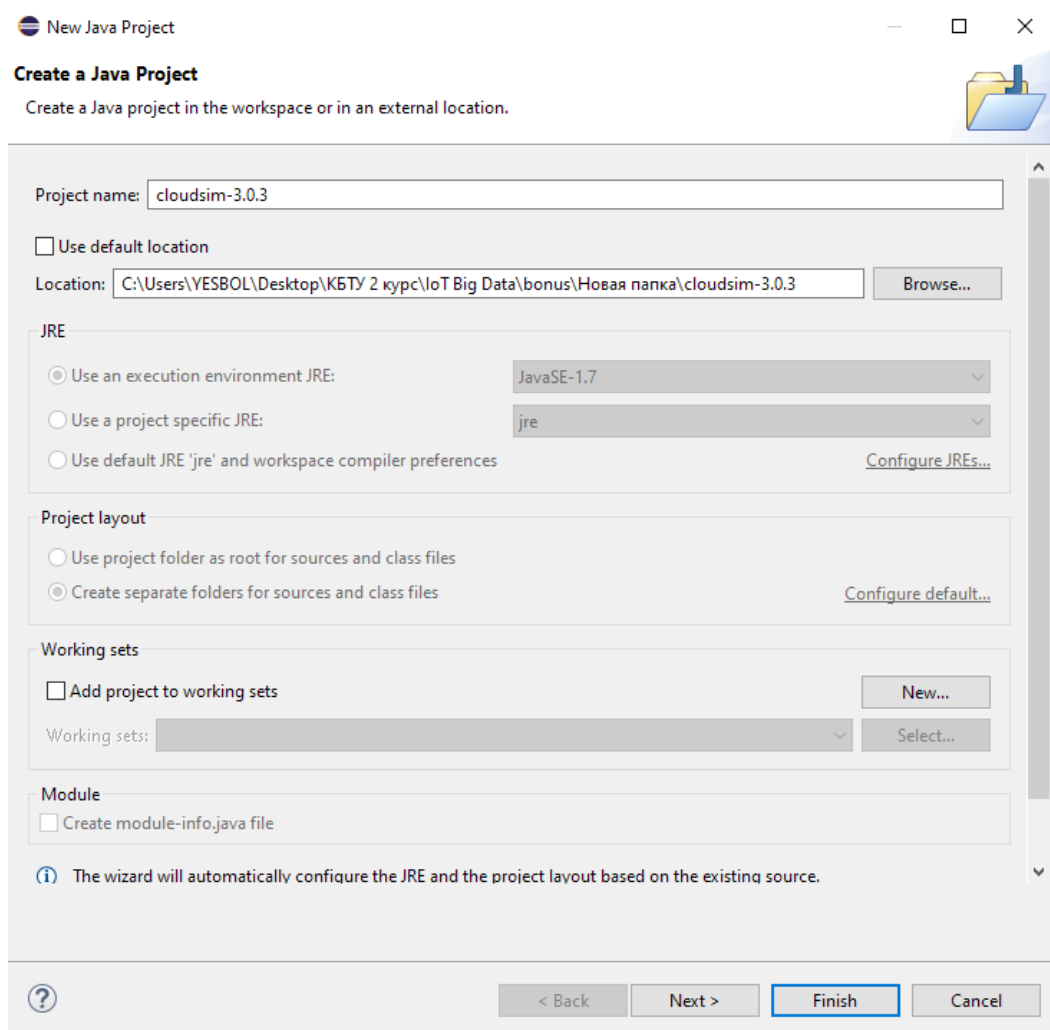 New Java Project
Create a Java Project
Create a Java project in the workspace or in an external location.
Project name: cloudsim-3.0.3
Use default location
Location: C:\Users\YESBOL\Desktop\КБТУ 2 курс\IoT Big Data\bonus\Новая папка\cloudsim-3.0.3 Browse...
JRE
Use an execution environment JRE: JavaSE-1.7
Use a project specific JRE: jre
Use default JRE 'jre' and workspace compiler preferences Configure JREs...
Project layout
Use project folder as root for sources and class files
Create separate folders for sources and class files Configure default...
Working sets
Add project to working sets New...
Working sets: Select...
Module
Create module-info.java file
The wizard will automatically configure the JRE and the project layout based on the existing source.
? < Back Next > Finish Cancel